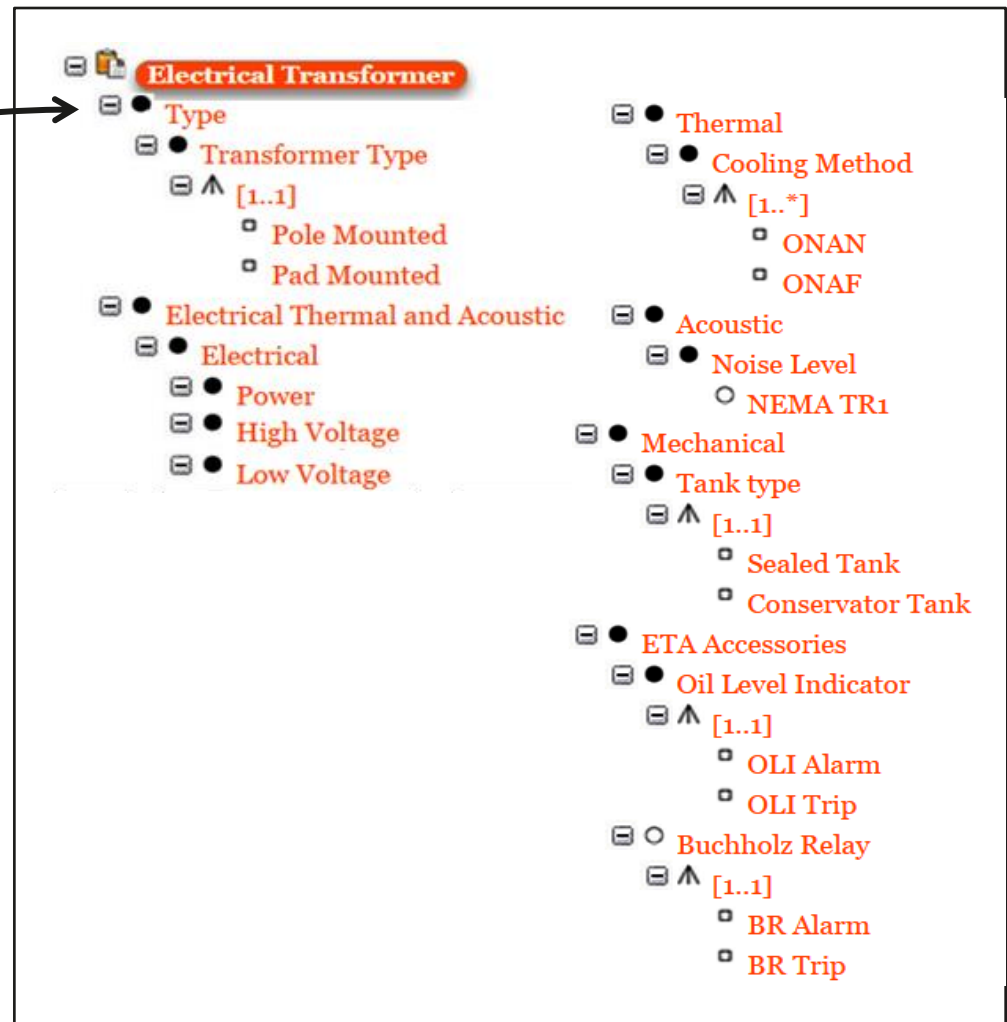 Electrical Transformer
Type
Transformer Type
[1..1]
Pole Mounted
Pad Mounted
Electrical Thermal and Acoustic
Electrical
Power
High Voltage
Low Voltage
Thermal
Cooling Method
[1..*]
ONAN
ONAF
Acoustic
Noise Level
NEMA TR1
Mechanical
Tank type
[1..1]
Sealed Tank
Conservator Tank
ETA Accessories
Oil Level Indicator
[1..1]
OLI Alarm
OLI Trip
Buchholz Relay
[1..1]
BR Alarm
BR Trip